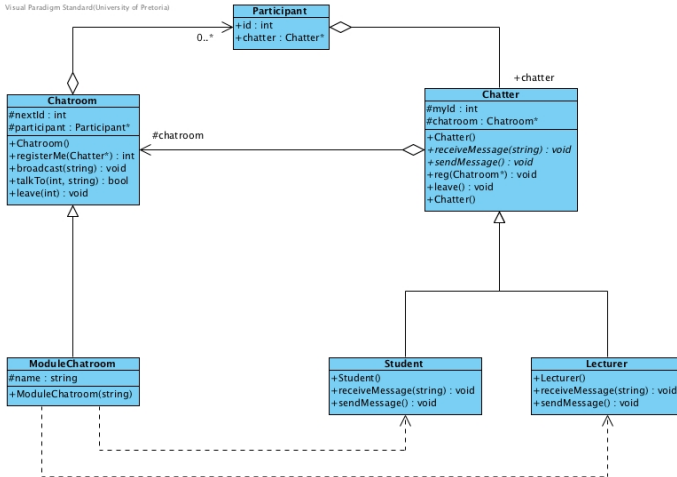 Visual Paradigm Standard(University of Pretoria)
Participant
+id : int
+chatter : Chatter*
0..*
+chatter
Chatroom
#nextId : int
#participant : Participant*
+Chatroom()
+registerMe(Chatter*) : int
+broadcast(string) : void
+talkTo(int, string) : bool
+leave(int) : void
#chatroom
Chatter
#myId : int
#chatroom : Chatroom*
+Chatter()
+receiveMessage(string) : void
+sendMessage() : void
+reg(Chatroom*) : void
+leave() : void
+Chatter()
ModuleChatroom
#name : string
+ModuleChatroom(string)
Student
+Student()
+receiveMessage(string) : void
+sendMessage() : void
Lecturer
+Lecturer()
+receiveMessage(string) : void
+sendMessage() : void